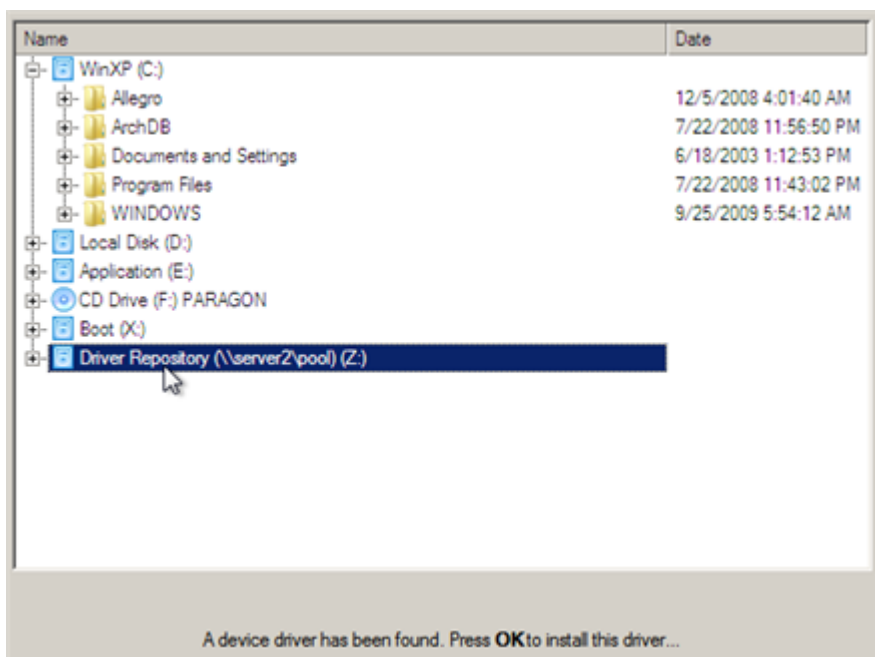 Name Date
WinXP (C:)
Allegro 12/5/2008 4:01:40 AM
ArchDB 7/22/2008 11:56:50 PM
Documents and Settings 6/18/2003 1:12:53 PM
Program Files 7/22/2008 11:43:02 PM
WINDOWS 9/25/2009 5:54:12 AM
Local Disk (D:)
Application (E:)
CD Drive (F:) PARAGON
Boot (X:)
Driver Repository (\\server2\pool) (Z:)
A device driver has been found. Press OK to install this driver...